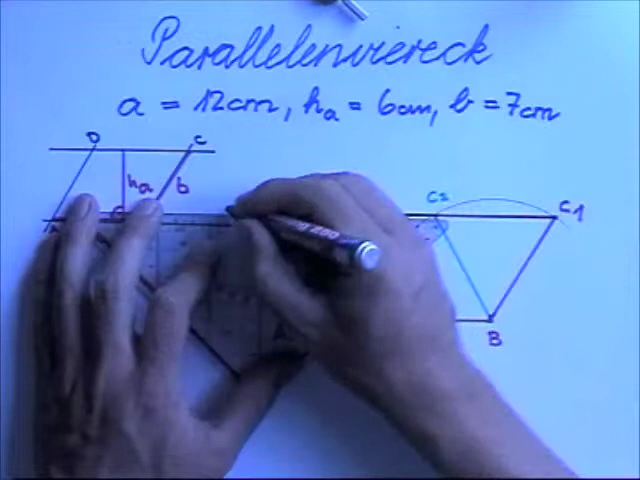 Parallelenviereck
a = 12cm, ha = 6cm, b = 7cm
D
C
ha
b
C2
C1
B